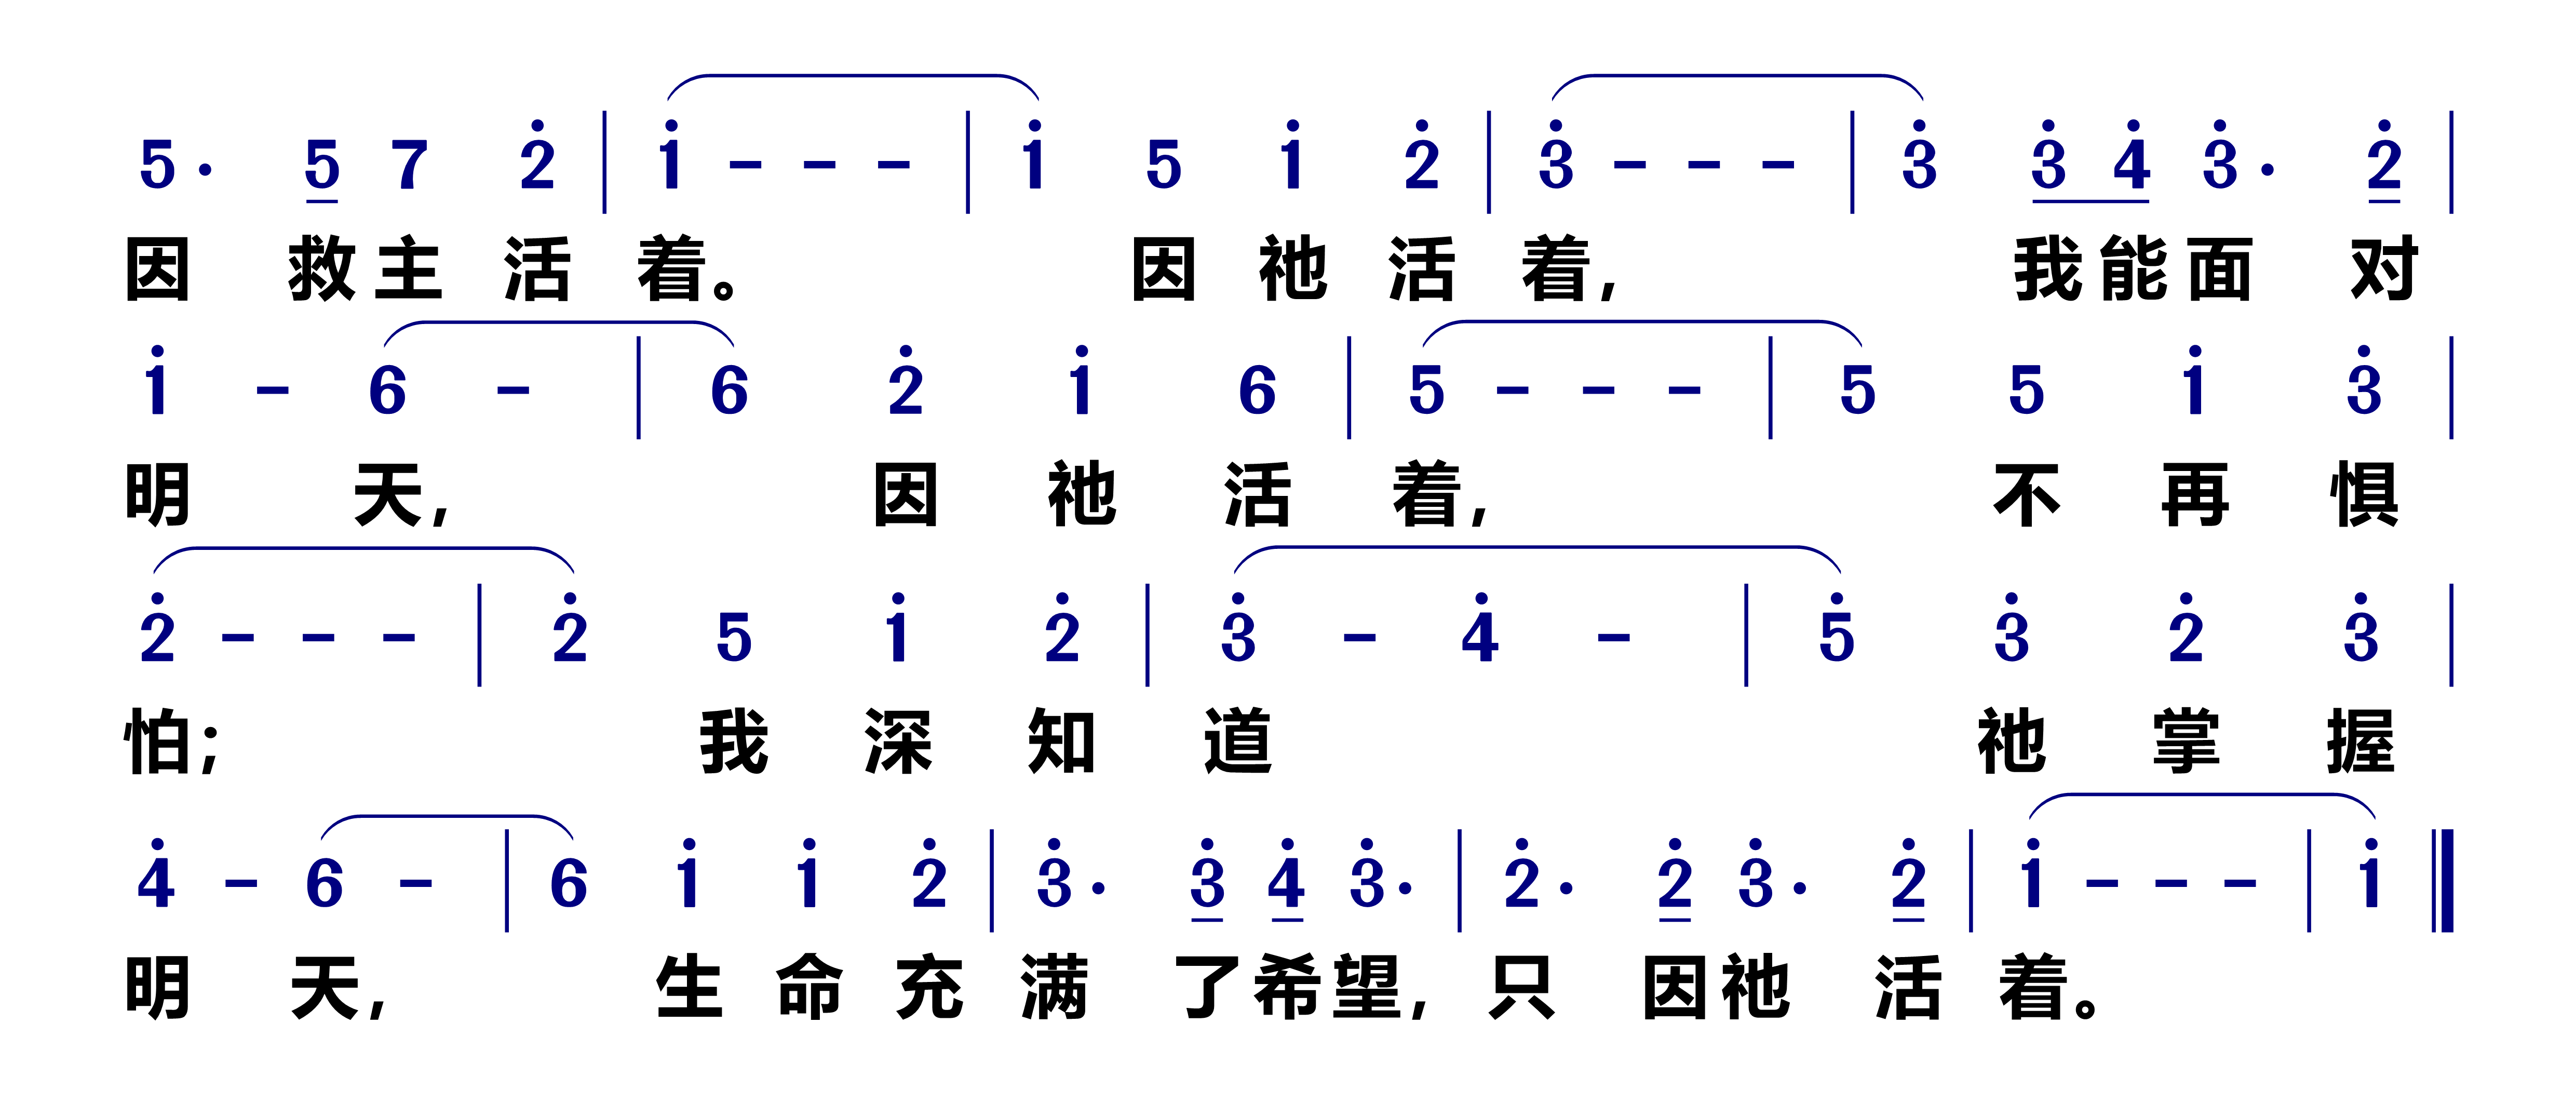 5· 5 7 2̇ | 1̇ - - - | 1̇ 5 1̇ 2̇ | 3̇ - - - | 3̇ 3̇ 4̇ 3̇· 2̇ |
因 救主 活 着。 因 祂 活 着, 我能面 对
1̇ - 6 - | 6 2̇ 1̇ 6 | 5 - - - | 5 5 1̇ 3̇ |
明 天, 因 祂 活 着, 不 再 惧
2̇ - - - | 2̇ 5 1̇ 2̇ | 3̇ - 4̇ - | 5̇ 3̇ 2̇ 3̇ |
怕; 我 深 知 道 祂 掌 握
4̇ - 6 - | 6 1̇ 1̇ 2̇ | 3̇· 3̇ 4̇ 3̇· | 2̇· 2̇ 3̇· 2̇ | 1̇ - - - | 1̇ ‖
明 天, 生 命 充 满 了希望, 只 因祂 活 着。